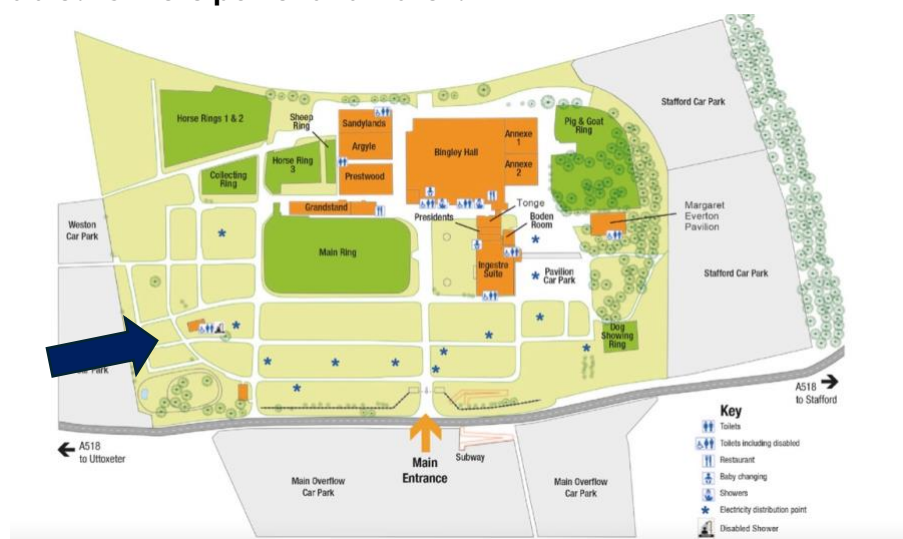 Stafford Car Park
Horse Rings 1 & 2
Sheep
Ring
Sandylands
Argyle
Prestwood
Bingley Hall
Annexe
1
Annexe
2
Pig & Goat
Ring
Horse Ring
3
Collecting
Ring
Grandstand
Presidents
Tonge
Boden
Room
Margaret
Everton
Pavilion
Weston
Car Park
Main Ring
Ingestre
Suite
Pavilion
Car Park
Stafford Car Park
Dog
Showing
Ring
Park
A518
to Stafford
A518
to Uttoxeter
Main
Entrance
Subway
Main Overflow
Car Park
Main Overflow
Car Park
Key
Toilets
Toilets including disabled
Restaurant
Baby changing
Showers
Electricity distribution point
Disabled Shower